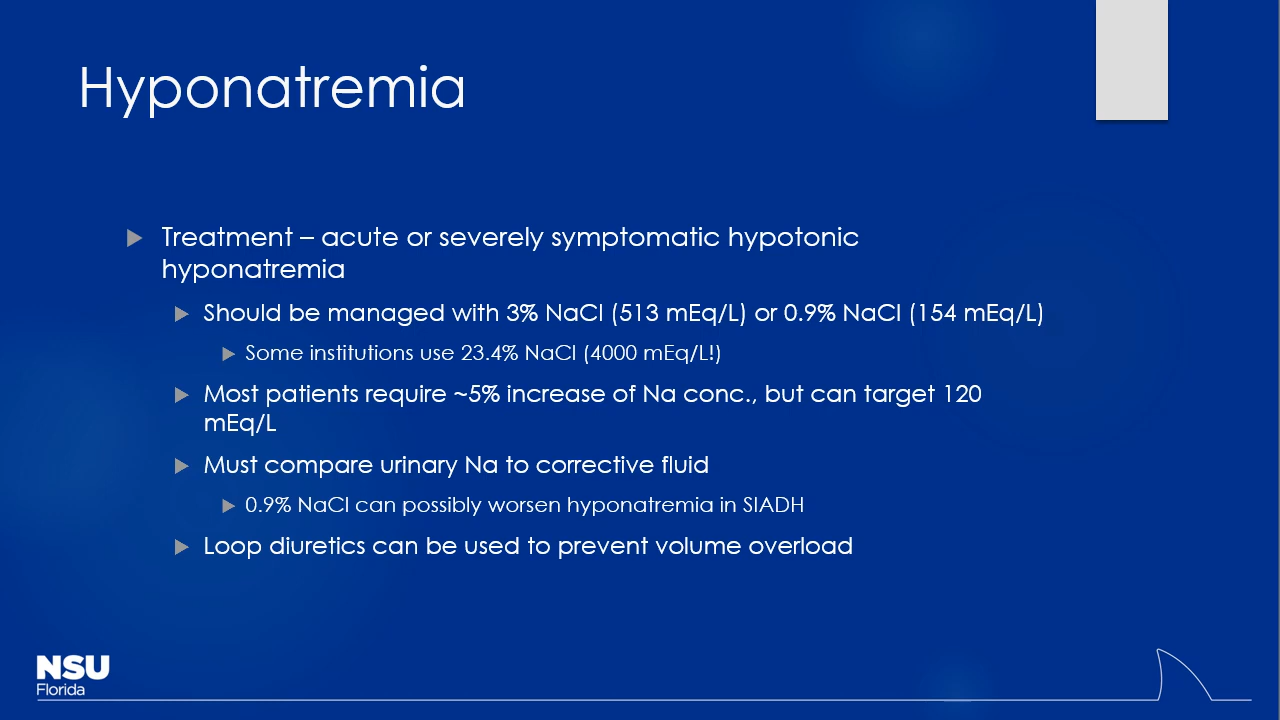 Hyponatremia
Treatment – acute or severely symptomatic hypotonic
hyponatremia
Should be managed with 3% NaCl (513 mEq/L) or 0.9% NaCl (154 mEq/L)
Some institutions use 23.4% NaCl (4000 mEq/L!)
Most patients require ~5% increase of Na conc., but can target 120
mEq/L
Must compare urinary Na to corrective fluid
0.9% NaCl can possibly worsen hyponatremia in SIADH
Loop diuretics can be used to prevent volume overload
NSU
Florida